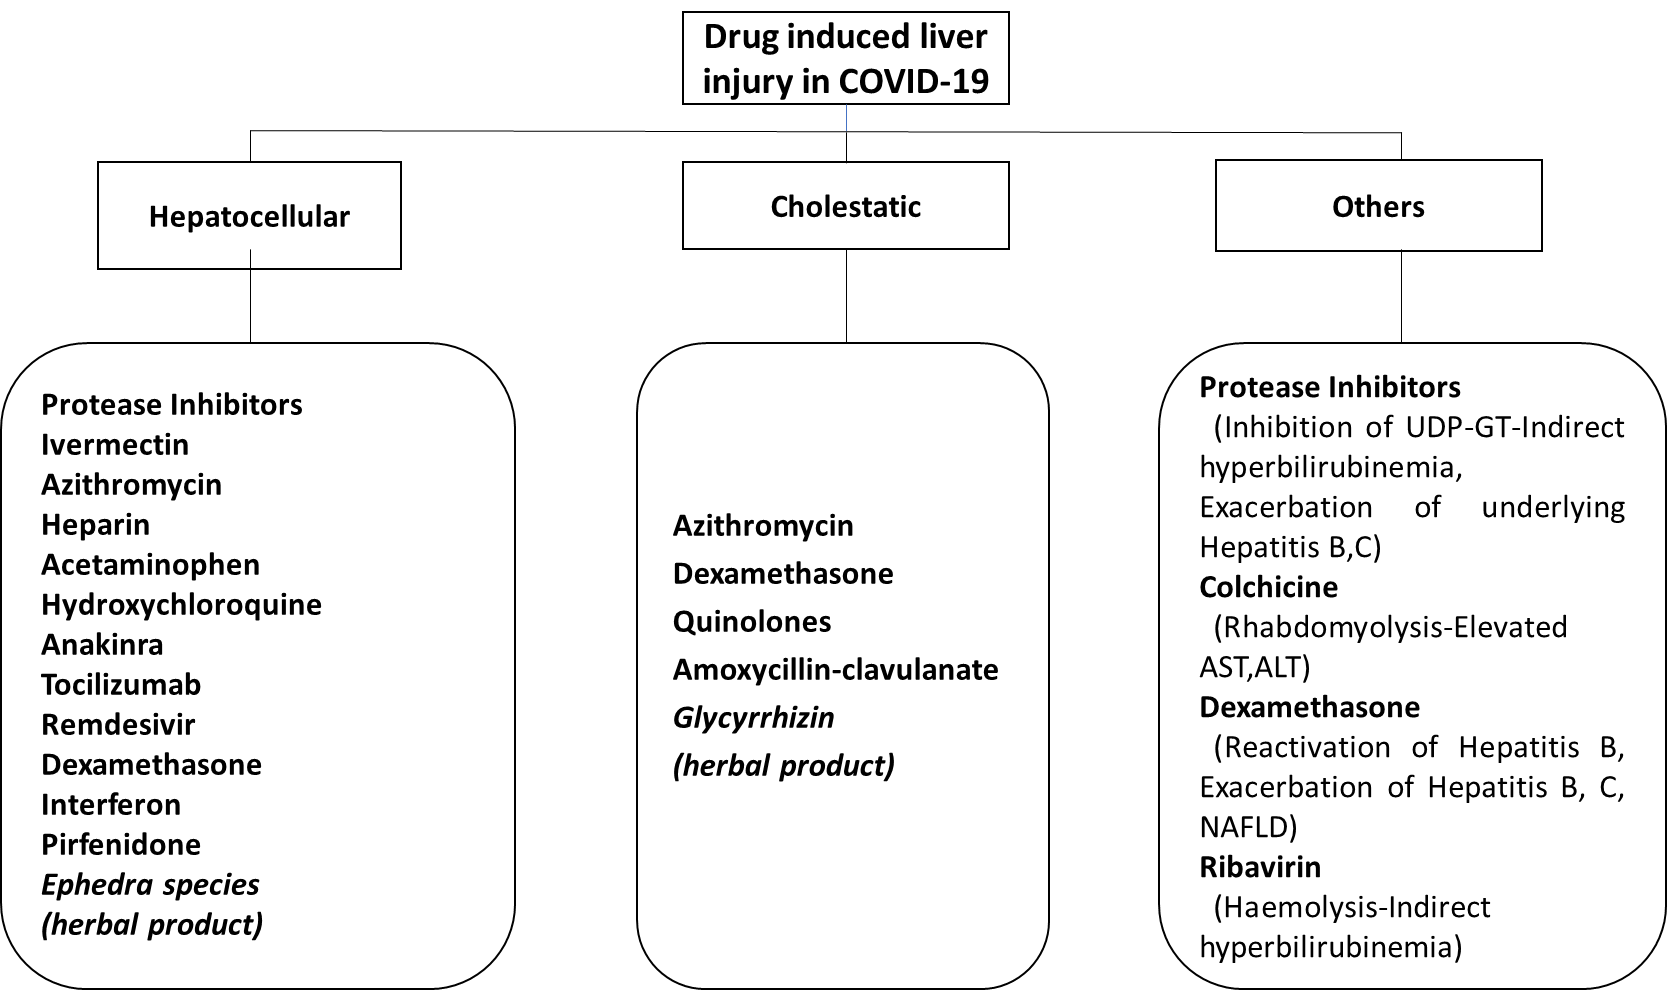 Drug induced liver
injury in COVID-19
Hepatocellular
Cholestatic
Others
Protease Inhibitors
Ivermectin
Azithromycin
Heparin
Acetaminophen
Hydroxychloroquine
Anakinra
Tocilizumab
Remdesivir
Dexamethasone
Interferon
Pirfenidone
Ephedra species
(herbal product)
Azithromycin
Dexamethasone
Quinolones
Amoxycillin-clavulanate
Glycyrrhizin
(herbal product)
Protease Inhibitors
(Inhibition of UDP-GT-Indirect
hyperbilirubinemia,
Exacerbation of underlying
Hepatitis B,C)
Colchicine
(Rhabdomyolysis-Elevated
AST,ALT)
Dexamethasone
(Reactivation of Hepatitis B,
Exacerbation of Hepatitis B, C,
NAFLD)
Ribavirin
(Haemolysis-Indirect
hyperbilirubinemia)